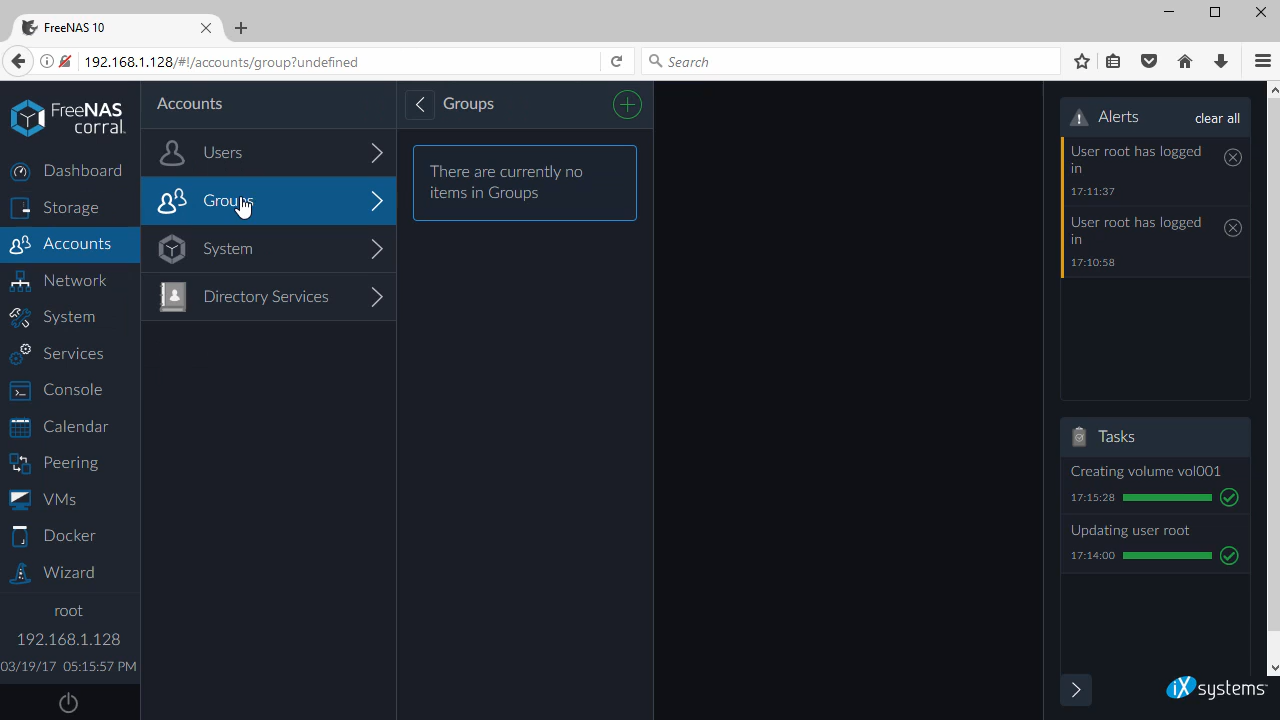 FreeNAS 10
192.168.1.128/#!/accounts/group?undefined
Search
FreeNAS
corral
Dashboard
Storage
Accounts
Network
System
Services
Console
Calendar
Peering
VMs
Docker
Wizard
root
192.168.1.128
03/19/17 05:15:57 PM
Accounts
Users
Groups
System
Directory Services
Groups
There are currently no
items in Groups
Alerts clear all
User root has logged
in
17:11:37
User root has logged
in
17:10:58
Tasks
Creating volume vol001
17:15:28
Updating user root
17:14:00
iXsystems